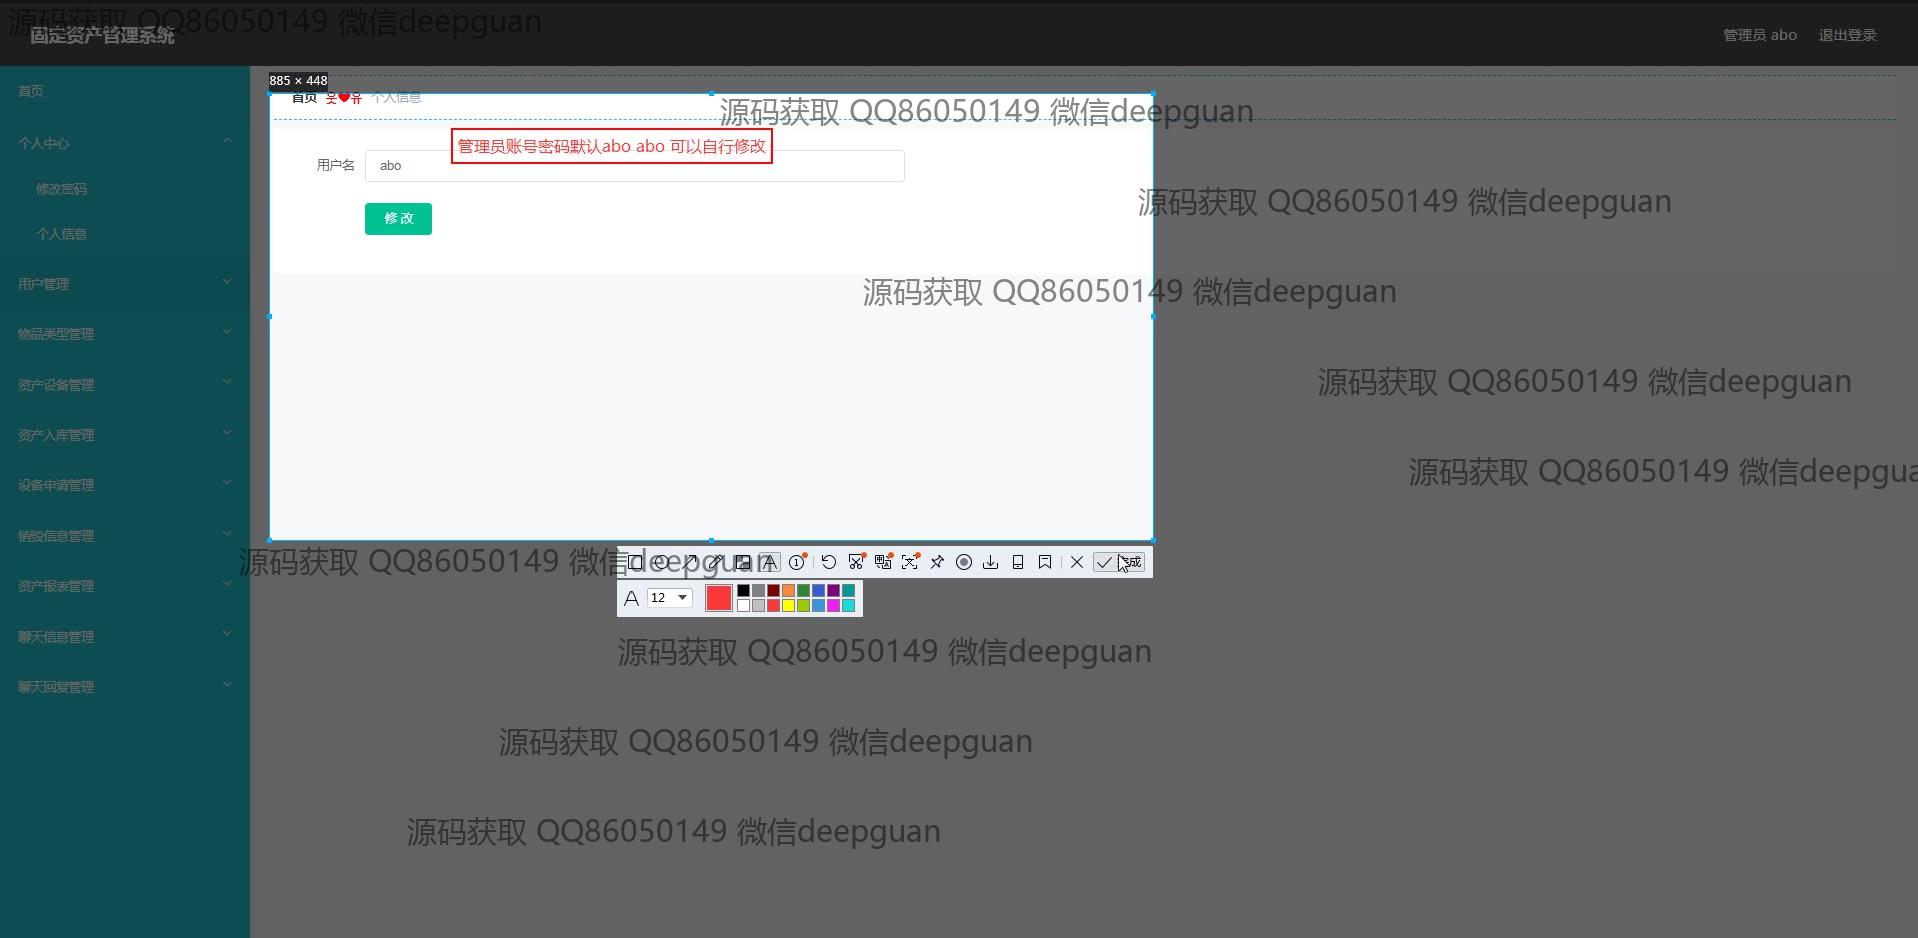 源码获取 QQ86050149 微信deepguan
固定资产管理系统
管理员 abo
退出登录
885 × 448
首页
个人信息
源码获取 QQ86050149 微信deepguan
管理员账号密码默认abo abo 可以自行修改
用户名
abo
修改
首页
个人中心
修改密码
个人信息
用户管理
物品类型管理
资产设备管理
资产入库管理
设备申请管理
销毁信息管理
资产报表管理
聊天信息管理
聊天回复管理
源码获取 QQ86050149 微信deepguan
源码获取 QQ86050149 微信deepguan
源码获取 QQ86050149 微信deepguan
源码获取 QQ86050149 微信deepgua
源码获取 QQ86050149 微信deepguan
12
源码获取 QQ86050149 微信deepguan
源码获取 QQ86050149 微信deepguan
源码获取 QQ86050149 微信deepguan